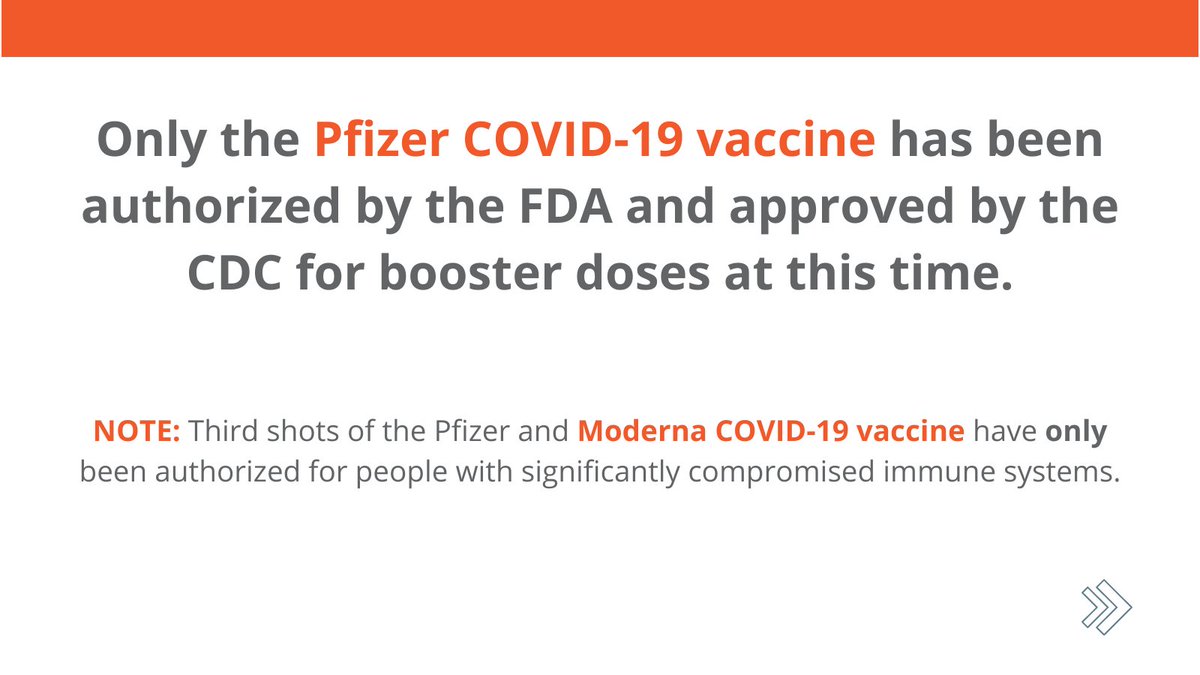 Only the Pfizer COVID-19 vaccine has been
authorized by the FDA and approved by the
CDC for booster doses at this time.
NOTE: Third shots of the Pfizer and Moderna COVID-19 vaccine have only
been authorized for people with significantly compromised immune systems.